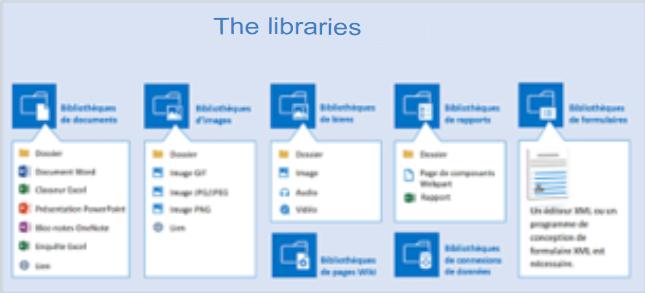 The libraries
Bibliothèques
de documents
Dossier
Document Word
Classeur Excel
Présentation PowerPoint
Bloc-notes OneNote
Enquête Excel
Lien
Bibliothèques
d'images
Dossier
Image GIF
Image JPG/JPEG
Image PNG
Lien
Bibliothèques
de biens
Dossier
Image
Audio
Vidéo
Bibliothèques
de pages Wiki
Bibliothèques
de rapports
Dossier
Page de composants
Webpart
Rapport
Bibliothèques
de connexions
de données
Bibliothèques
de formulaires
Un éditeur XML ou un
programme de
conception de
formulaire XML est
nécessaire.